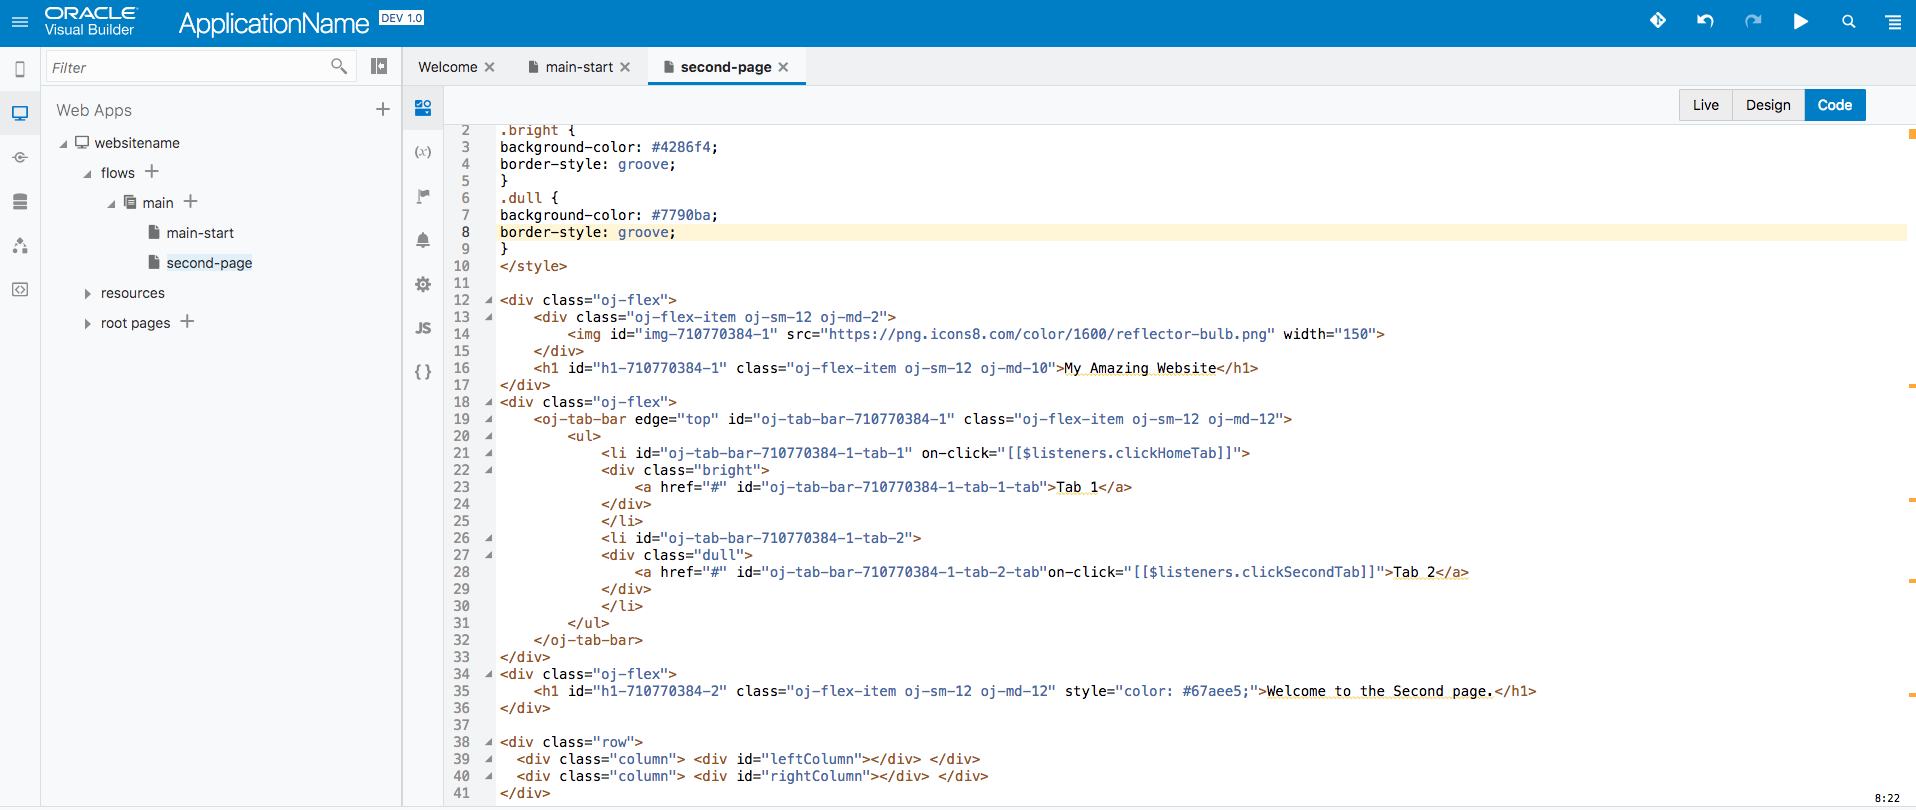 ORACLE
Visual Builder
ApplicationName DEV 1.0
Filter
Welcome
main-start
second-page
Web Apps
websitename
flows
main
main-start
second-page
resources
root pages
Live Design Code
(x)
JS
{ }
2 .bright {
3 background-color: #4286f4;
4 border-style: groove;
5 }
6 .dull {
7 background-color: #7790ba;
8 border-style: groove;
9 }
10 </style>
11
12 <div class="oj-flex">
13 <div class="oj-flex-item oj-sm-12 oj-md-2">
14 <img id="img-710770384-1" src="https://png.icons8.com/color/1600/reflector-bulb.png" width="150">
15 </div>
16 <h1 id="h1-710770384-1" class="oj-flex-item oj-sm-12 oj-md-10">My Amazing Website</h1>
17 </div>
18 <div class="oj-flex">
19 <oj-tab-bar edge="top" id="oj-tab-bar-710770384-1" class="oj-flex-item oj-sm-12 oj-md-12">
20 <ul>
21 <li id="oj-tab-bar-710770384-1-tab-1" on-click="[[$listeners.clickHomeTab]]">
22 <div class="bright">
23 <a href="#" id="oj-tab-bar-710770384-1-tab-1-tab">Tab 1</a>
24 </div>
25 </li>
26 <li id="oj-tab-bar-710770384-1-tab-2">
27 <div class="dull">
28 <a href="#" id="oj-tab-bar-710770384-1-tab-2-tab"on-click="[[$listeners.clickSecondTab]]">Tab 2</a>
29 </div>
30 </li>
31 </ul>
32 </oj-tab-bar>
33 </div>
34 <div class="oj-flex">
35 <h1 id="h1-710770384-2" class="oj-flex-item oj-sm-12 oj-md-12" style="color: #67aee5;">Welcome to the Second page.</h1>
36 </div>
37
38 <div class="row">
39 <div class="column"> <div id="leftColumn"></div> </div>
40 <div class="column"> <div id="rightColumn"></div> </div>
41 </div>
8:22